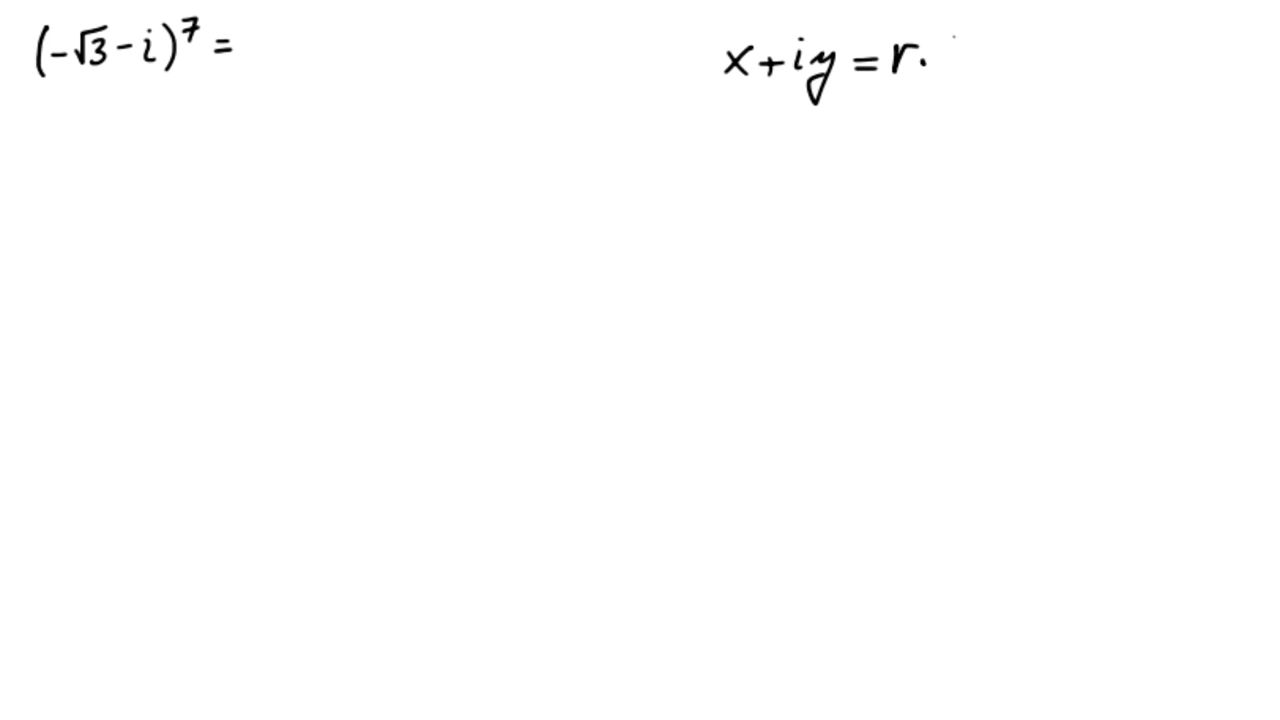 (-√3-i)⁷ =
x+iy = r.